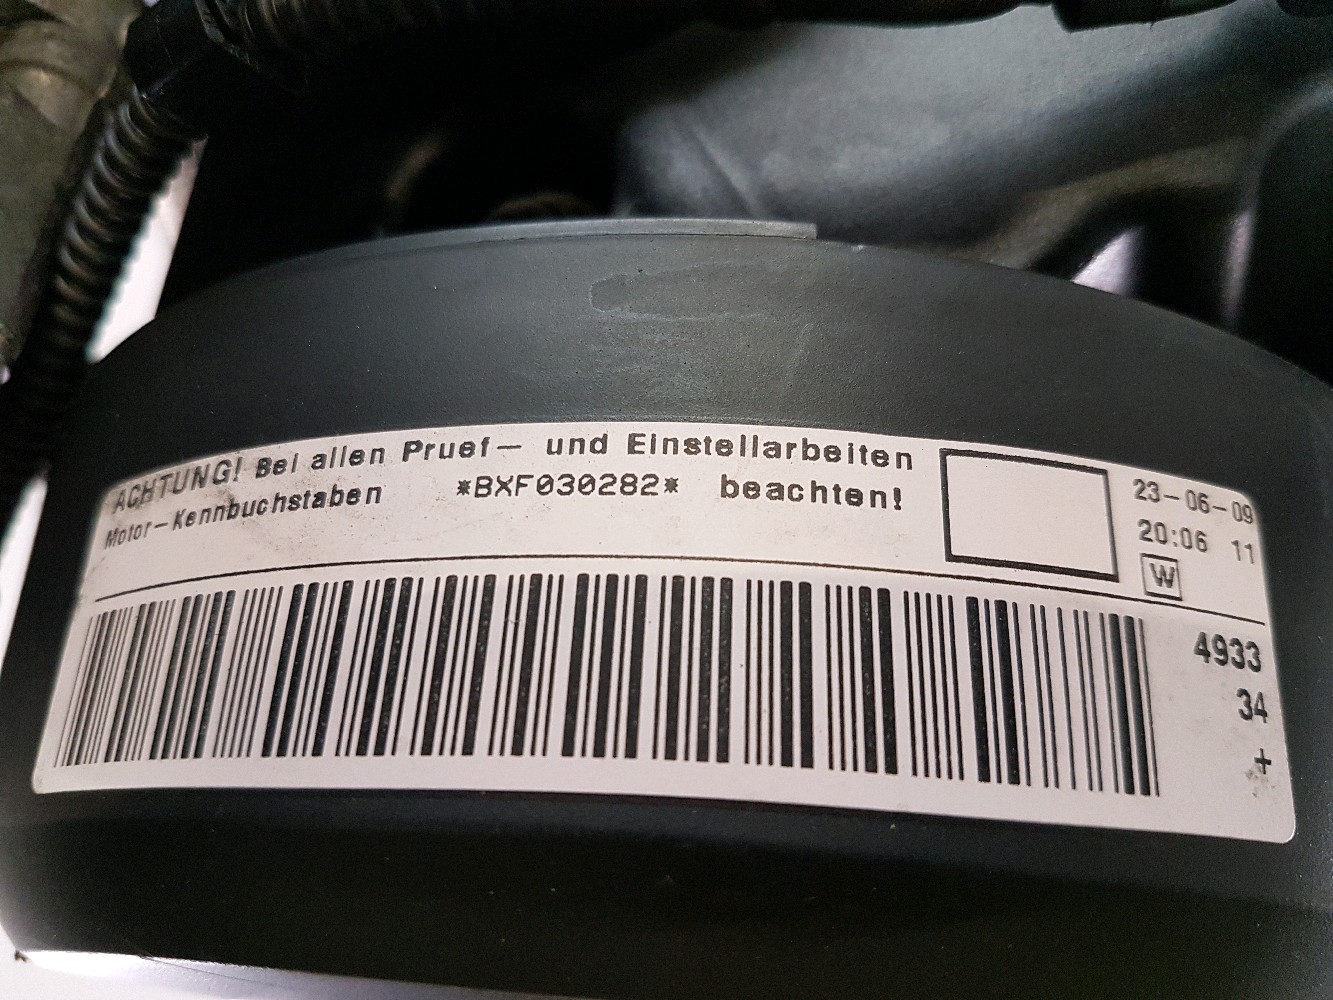 ACHTUNG! Bei allen Pruef- und Einstellarbeiten
Motor-Kennbuchstaben *BXF030282* beachten!
23-06-09
20:06 11
W
4933
34
+